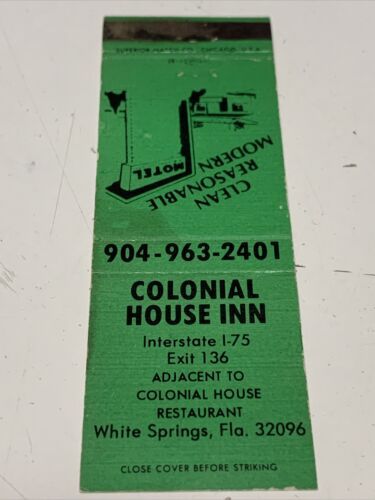 SUPERIOR MATCH CO., CHICAGO, U.S.A.
MOTEL
CLEAN
REASONABLE
MODERN
904-963-2401
COLONIAL
HOUSE INN
Interstate I-75
Exit 136
ADJACENT TO
COLONIAL HOUSE
RESTAURANT
White Springs, Fla. 32096
CLOSE COVER BEFORE STRIKING